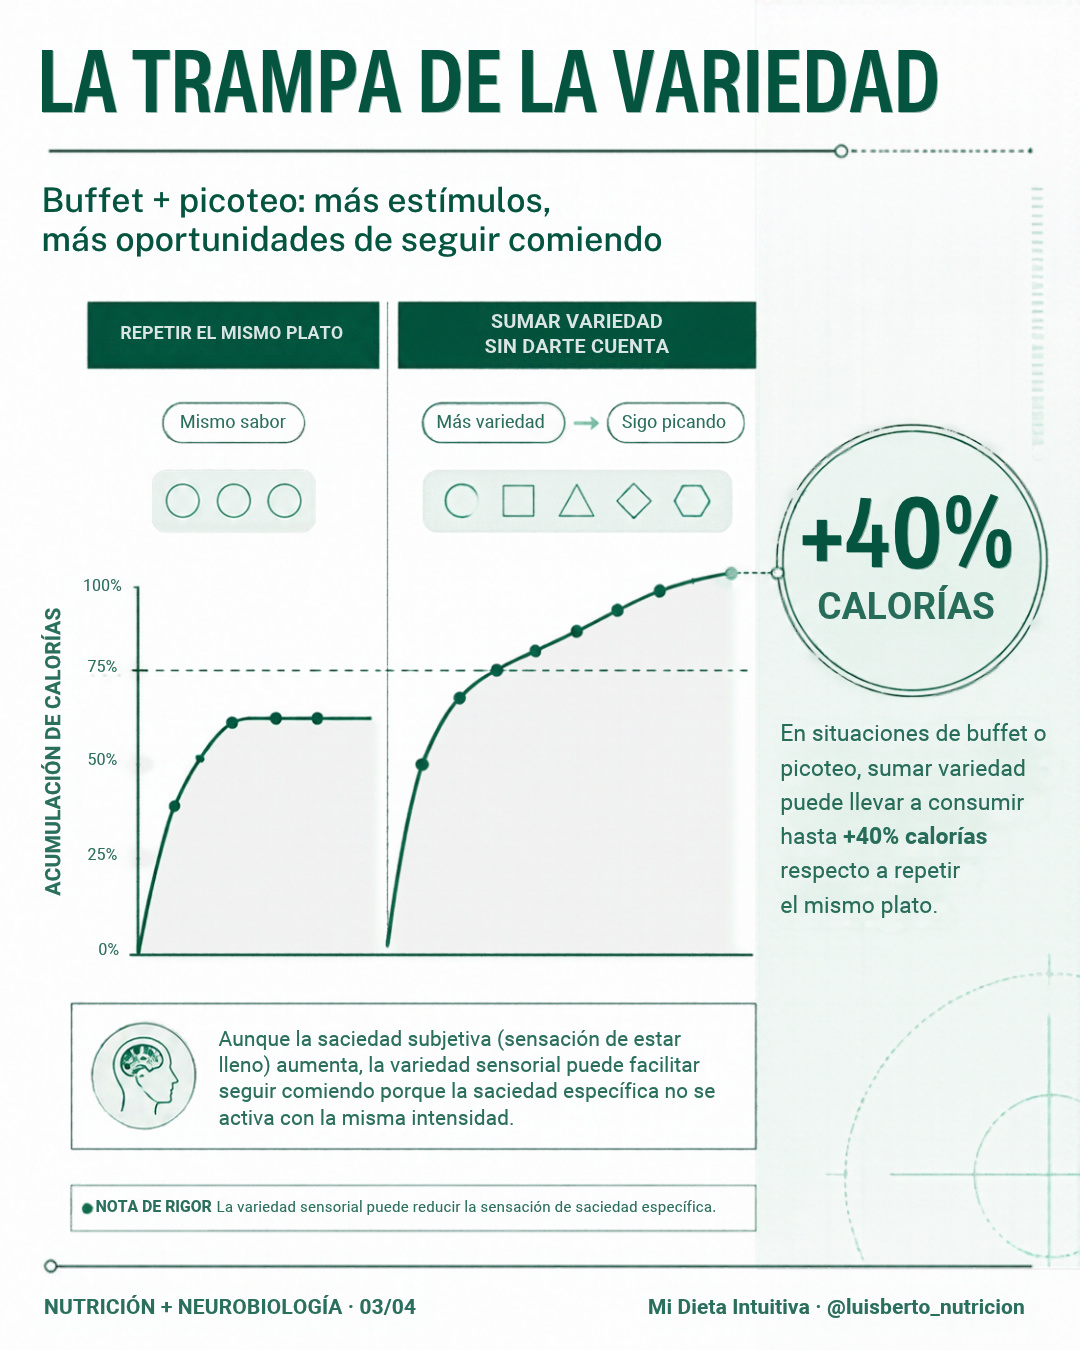 LA TRAMPA DE LA VARIEDAD
Buffet + picoteo: más estímulos,
más oportunidades de seguir comiendo
REPETIR EL MISMO PLATO
SUMAR VARIEDAD
SIN DARTE CUENTA
Mismo sabor
Más variedad
Sigo picando
+40%
CALORÍAS
ACUMULACIÓN DE CALORÍAS
100%
75%
50%
25%
0%
En situaciones de buffet o
picoteo, sumar variedad
puede llevar a consumir
hasta +40% calorías
respecto a repetir
el mismo plato.
Aunque la saciedad subjetiva (sensación de estar
lleno) aumenta, la variedad sensorial puede facilitar
seguir comiendo porque la saciedad específica no se
activa con la misma intensidad.
NOTA DE RIGOR La variedad sensorial puede reducir la sensación de saciedad específica.
NUTRICIÓN + NEUROBIOLOGÍA · 03/04
Mi Dieta Intuitiva · @luisberto_nutricion